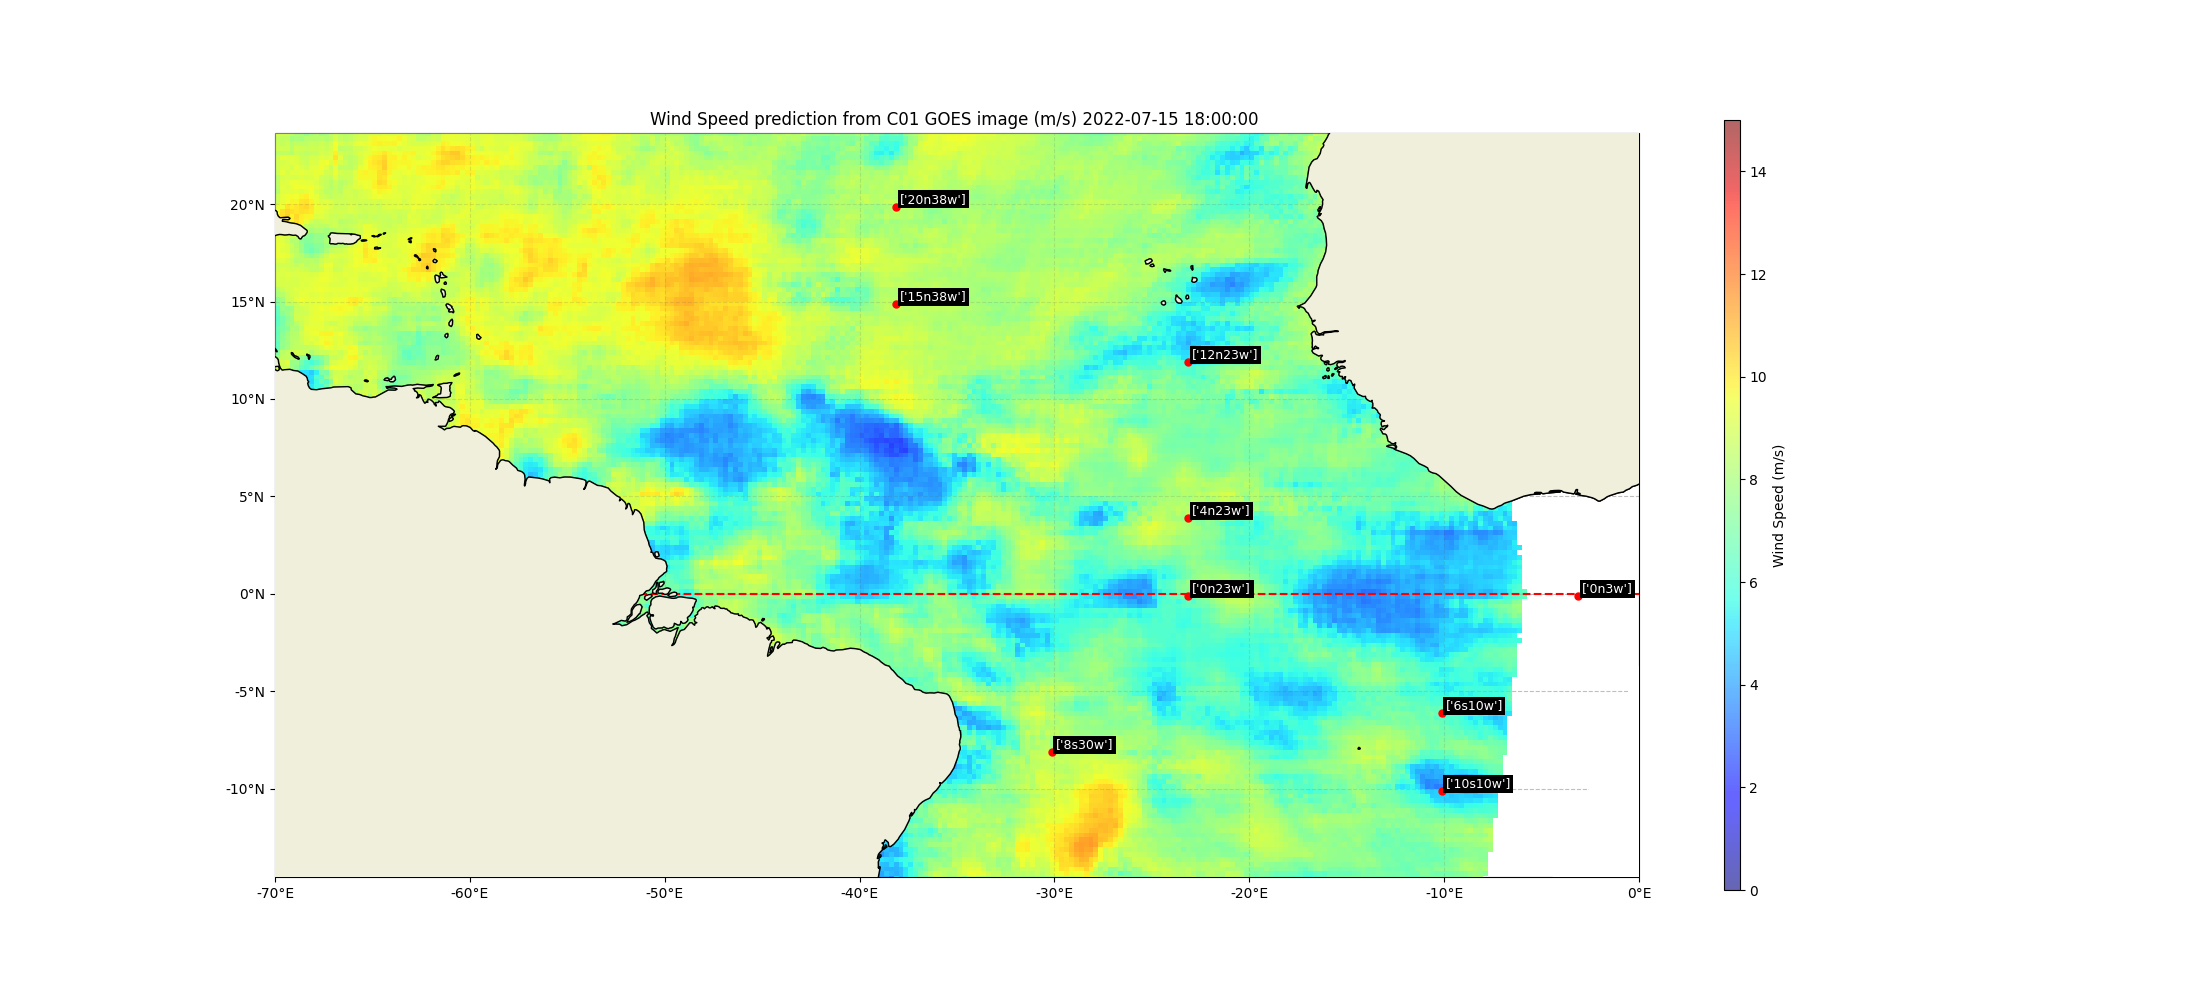 Wind Speed prediction from C01 GOES image (m/s) 2022-07-15 18:00:00
20°N
15°N
10°N
5°N
0°N
-5°N
-10°N
['20n38w']
['15n38w']
['12n23w']
['4n23w']
['0n23w']
['0n3w']
['6s10w']
['8s30w']
['10s10w']
-70°E
-60°E
-50°E
-40°E
-30°E
-20°E
-10°E
0°E
14
12
10
8
6
4
2
0
Wind Speed (m/s)